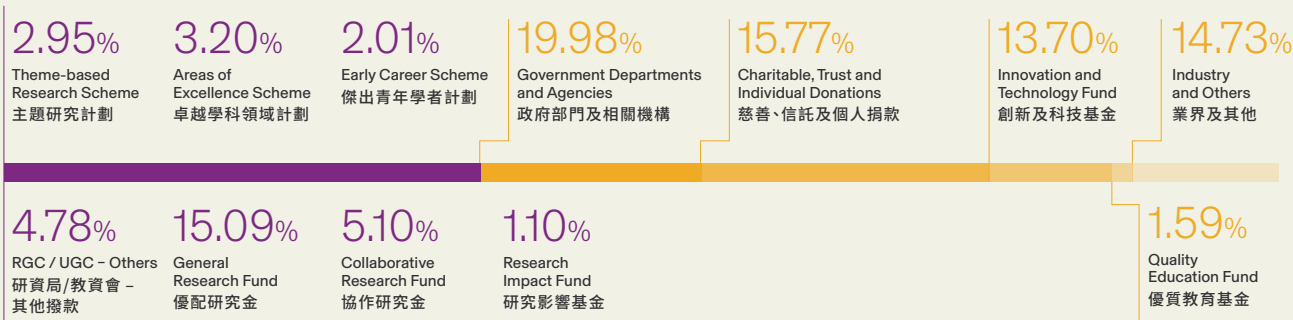 2.95%
Theme-based
Research Scheme
主題研究計劃
3.20%
Areas of
Excellence Scheme
卓越學科領域計劃
2.01%
Early Career Scheme
傑出青年學者計劃
19.98%
Government Departments
and Agencies
政府部門及相關機構
15.77%
Charitable, Trust and
Individual Donations
慈善、信託及個人捐款
13.70%
Innovation and
Technology Fund
創新及科技基金
14.73%
Industry
and Others
業界及其他
4.78%
RGC / UGC – Others
研資局/教資會 –
其他撥款
15.09%
General
Research Fund
優配研究金
5.10%
Collaborative
Research Fund
協作研究金
1.10%
Research
Impact Fund
研究影響基金
1.59%
Quality
Education Fund
優質教育基金